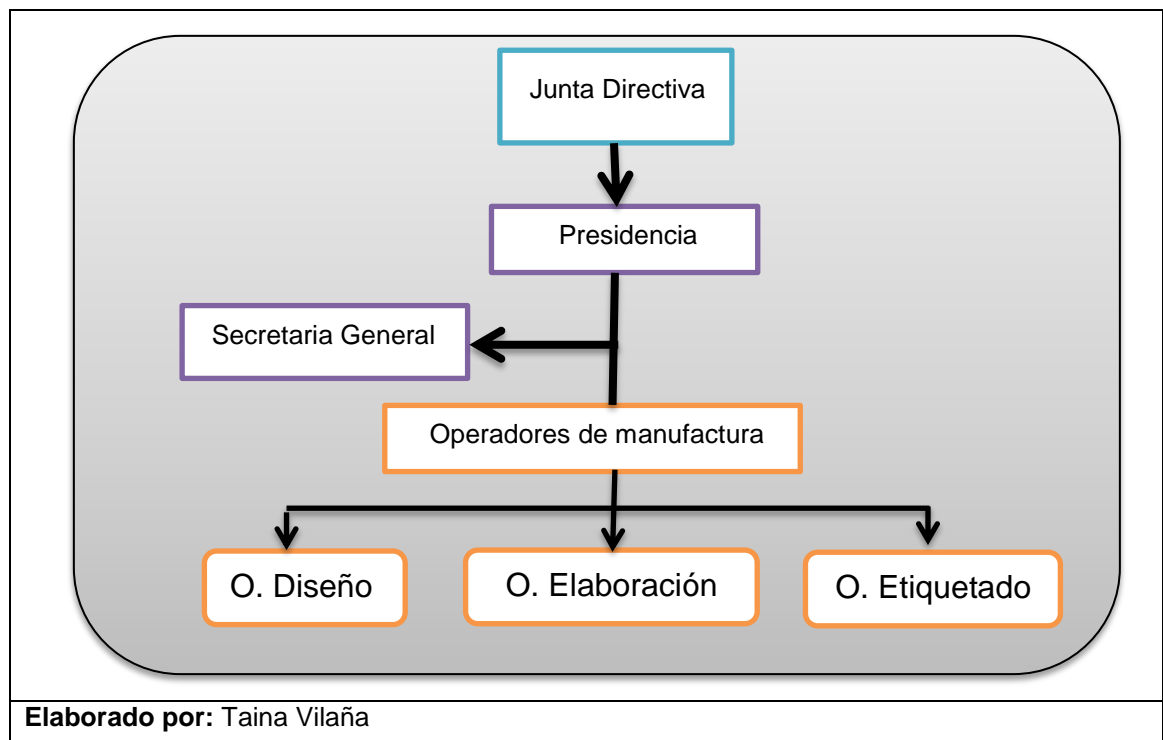 Junta Directiva
Presidencia
Secretaria General
Operadores de manufactura
O. Diseño
O. Elaboración
O. Etiquetado
Elaborado por: Taina Vilaña